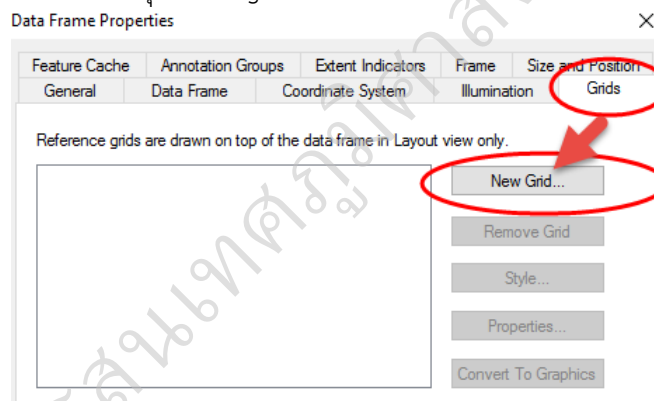 Data Frame Properties
Feature Cache Annotation Groups Extent Indicators Frame Size and Position
General Data Frame Coordinate System Illumination Grids
Reference grids are drawn on top of the data frame in Layout view only.
New Grid...
Remove Grid
Style...
Properties...
Convert To Graphics